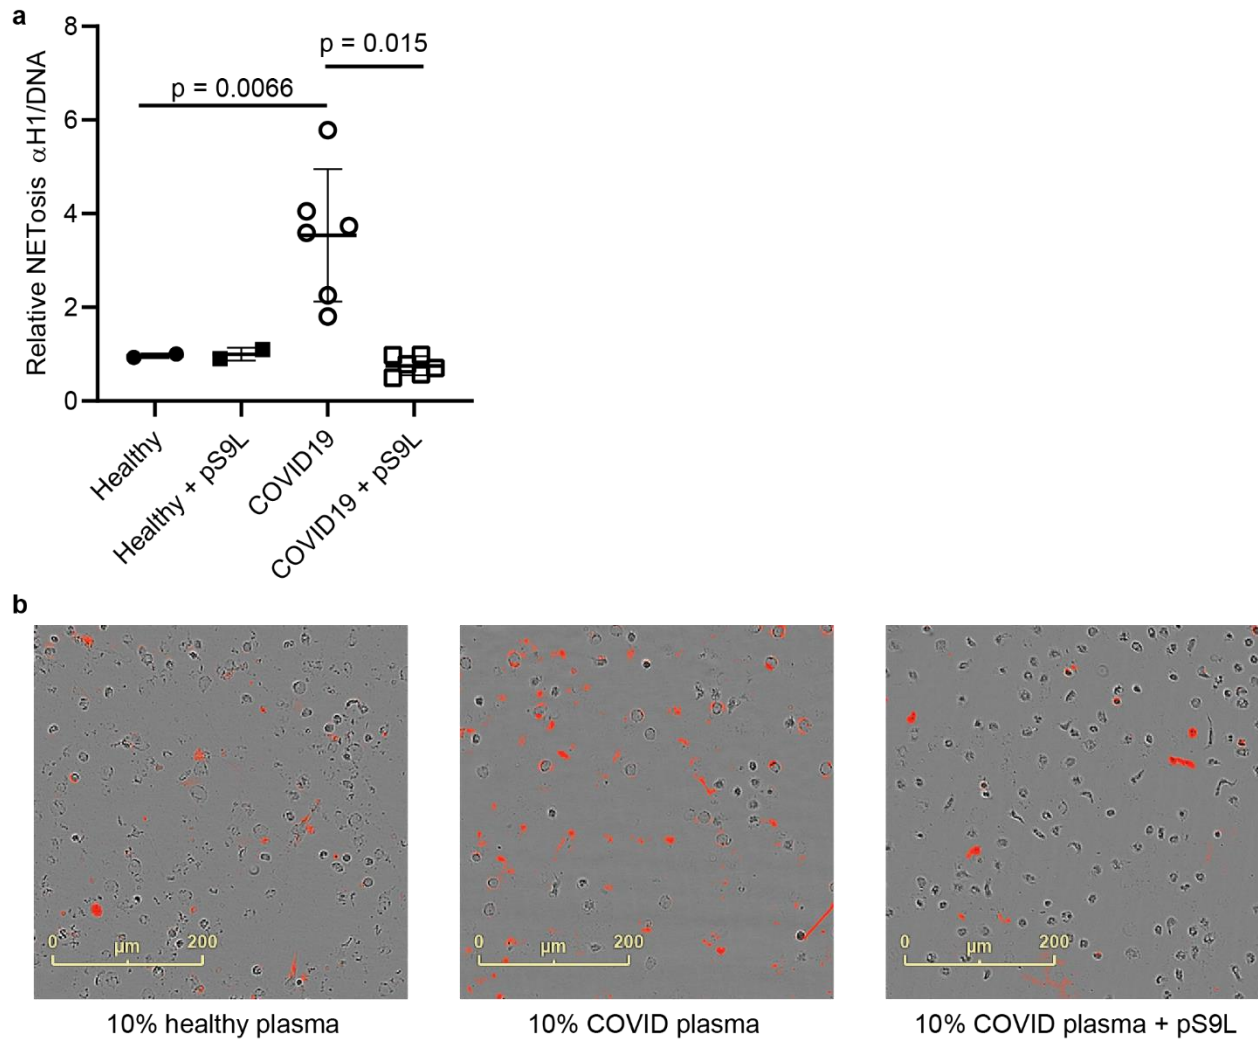 a
8
6
4
2
0
Relative NETosis αH1/DNA
p = 0.0066
p = 0.015
Healthy
Healthy + pS9L
COVID19
COVID19 + pS9L
b
0 µm 200
0 µm 200
0 µm 200
10% healthy plasma
10% COVID plasma
10% COVID plasma + pS9L